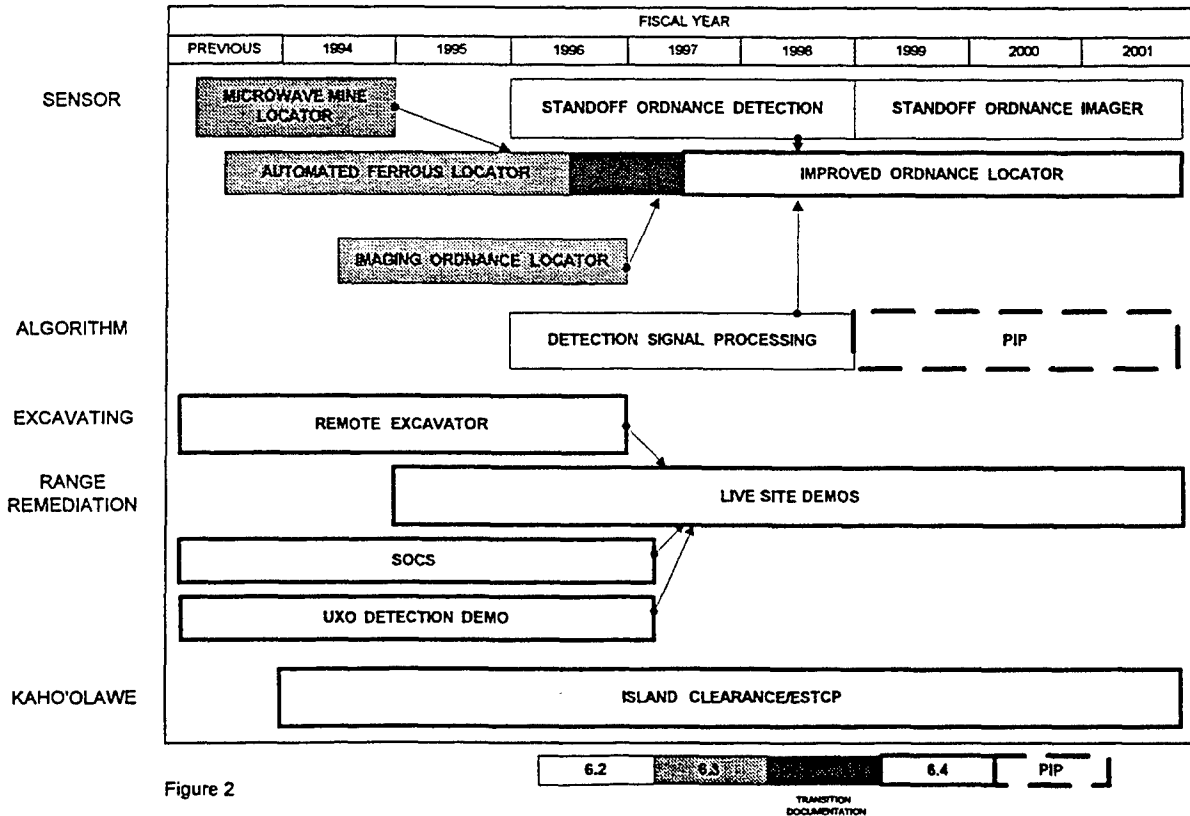 FISCAL YEAR
PREVIOUS 1994 1995 1996 1997 1998 1999 2000 2001
SENSOR
MICROWAVE MINE
LOCATOR
STANDOFF ORDNANCE DETECTION
STANDOFF ORDNANCE IMAGER
AUTOMATED FERROUS LOCATOR
IMPROVED ORDNANCE LOCATOR
IMAGING ORDNANCE LOCATOR
ALGORITHM
DETECTION SIGNAL PROCESSING
PIP
EXCAVATING
REMOTE EXCAVATOR
RANGE
REMEDIATION
LIVE SITE DEMOS
SOCS
UXO DETECTION DEMO
KAHO'OLAWE
ISLAND CLEARANCE/ESTCP
6.2 6.3 6.4 PIP
TRANSITION
DOCUMENTATION
Figure 2